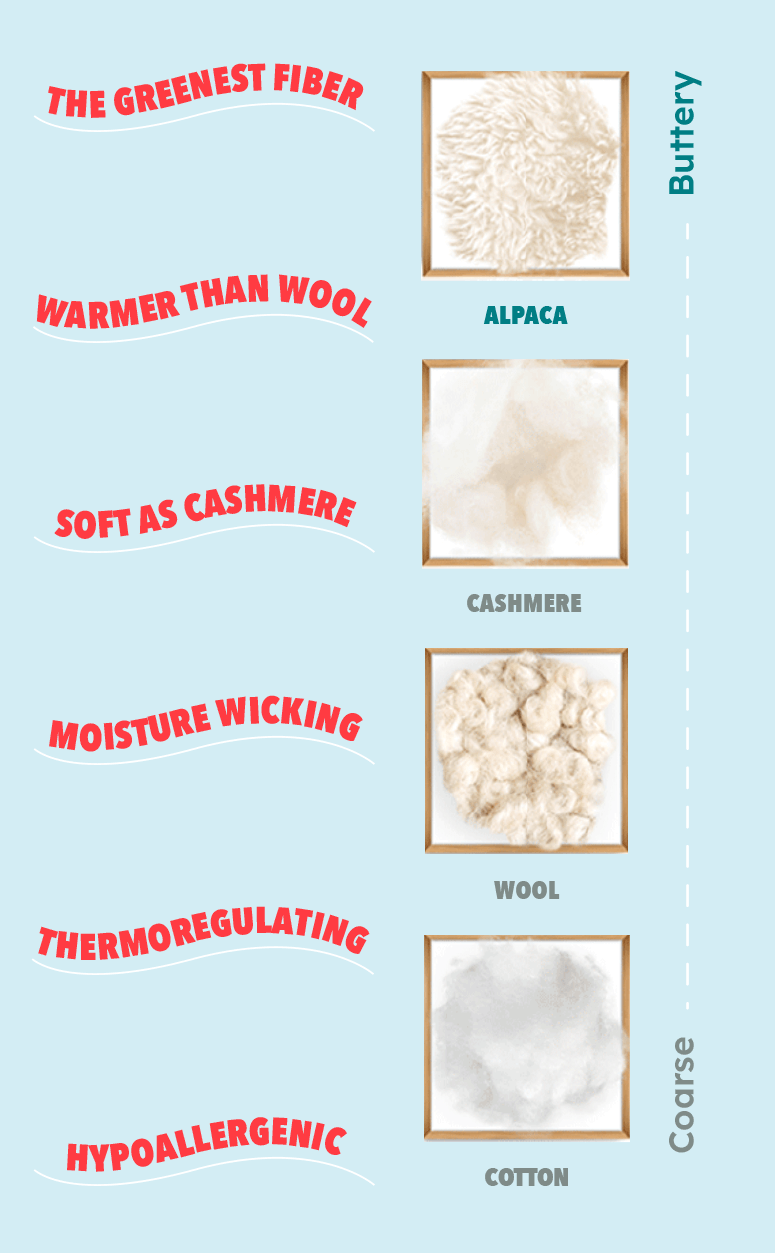 THE GREENEST FIBER
WARMER THAN WOOL
SOFT AS CASHMERE
MOISTURE WICKING
THERMOREGULATING
HYPOALLERGENIC
ALPACA
CASHMERE
WOOL
COTTON
Buttery
Coarse